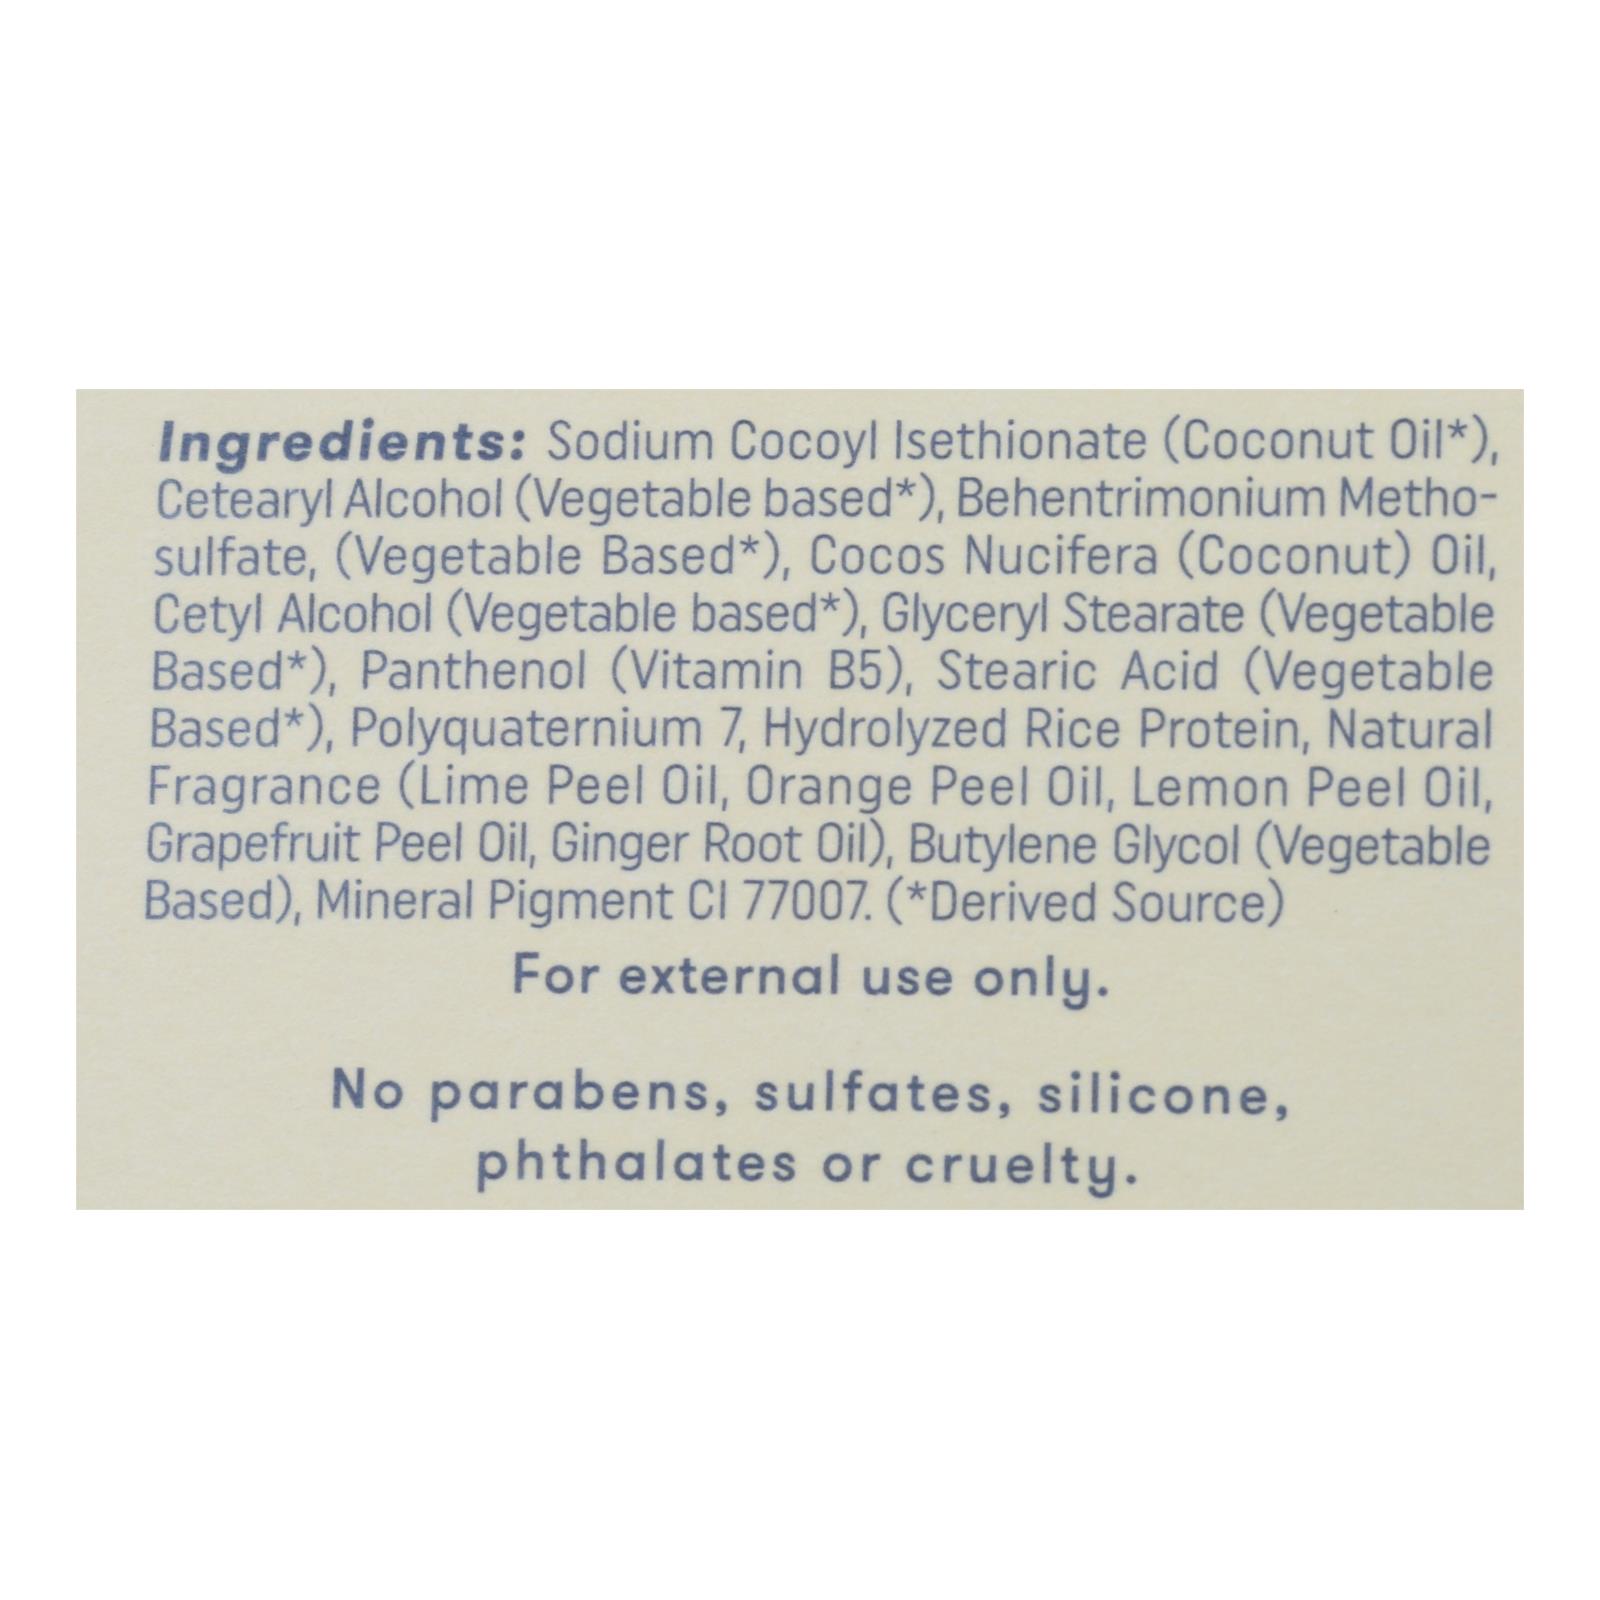 Ingredients: Sodium Cocoyl Isethionate (Coconut Oil*),
Cetearyl Alcohol (Vegetable based*), Behentrimonium Metho-
sulfate, (Vegetable Based*), Cocos Nucifera (Coconut) Oil,
Cetyl Alcohol (Vegetable based*), Glyceryl Stearate (Vegetable
Based*), Panthenol (Vitamin B5), Stearic Acid (Vegetable
Based*), Polyquaternium 7, Hydrolyzed Rice Protein, Natural
Fragrance (Lime Peel Oil, Orange Peel Oil, Lemon Peel Oil,
Grapefruit Peel Oil, Ginger Root Oil), Butylene Glycol (Vegetable
Based), Mineral Pigment CI 77007. (*Derived Source)
For external use only.
No parabens, sulfates, silicone,
phthalates or cruelty.